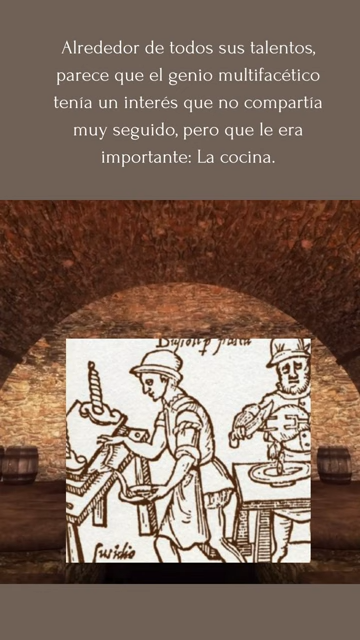 Alrededor de todos sus talentos,
parece que el genio multifacético
tenía un interés que no compartía
muy seguido, pero que le era
importante: La cocina.